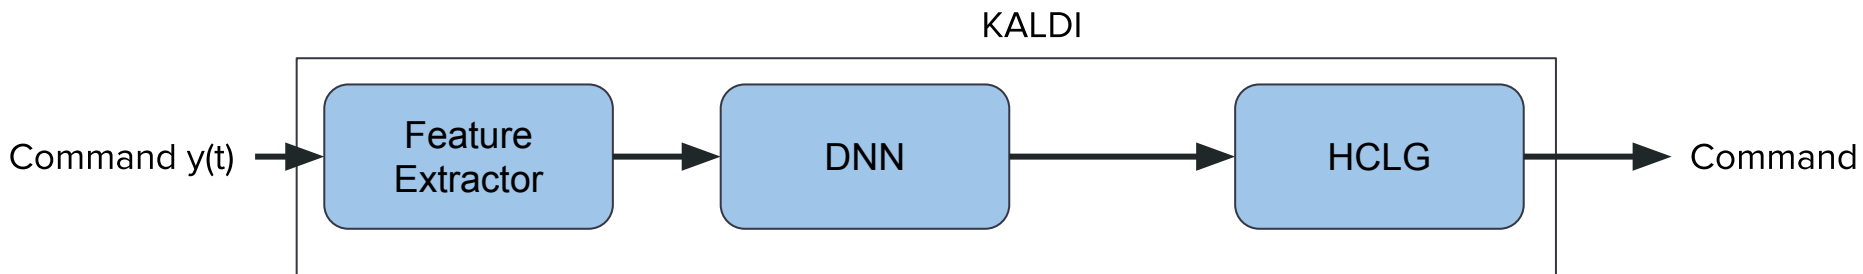 KALDI
Command y(t)
Feature
Extractor
DNN
HCLG
Command